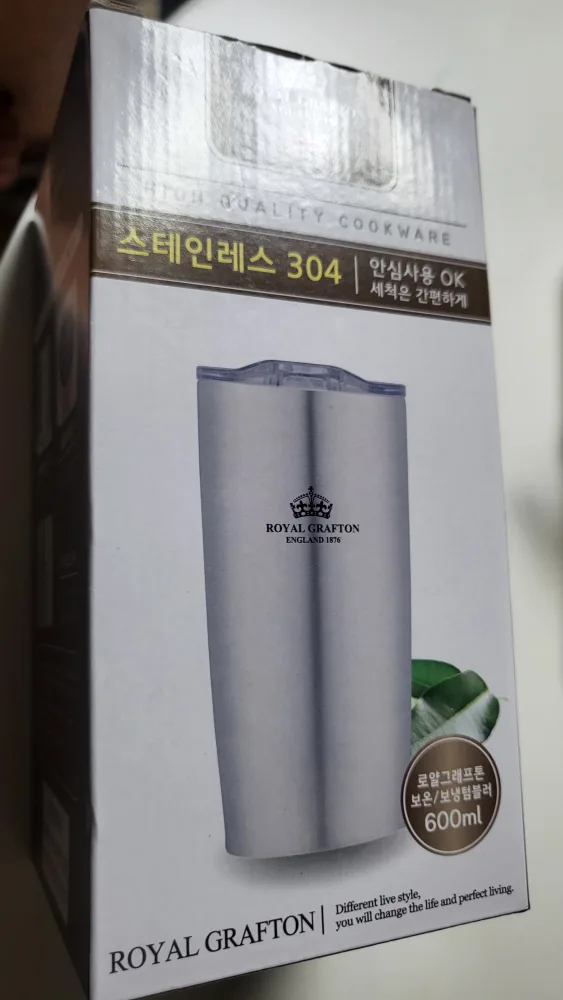 HIGH QUALITY COOKWARE
스테인레스 304
안심사용 OK
세척은 간편하게
ROYAL GRAFTON
ENGLAND 1876
로얄그래프톤
보온/보냉텀블러
600ml
ROYAL GRAFTON
Different live style,
you will change the life and perfect living.